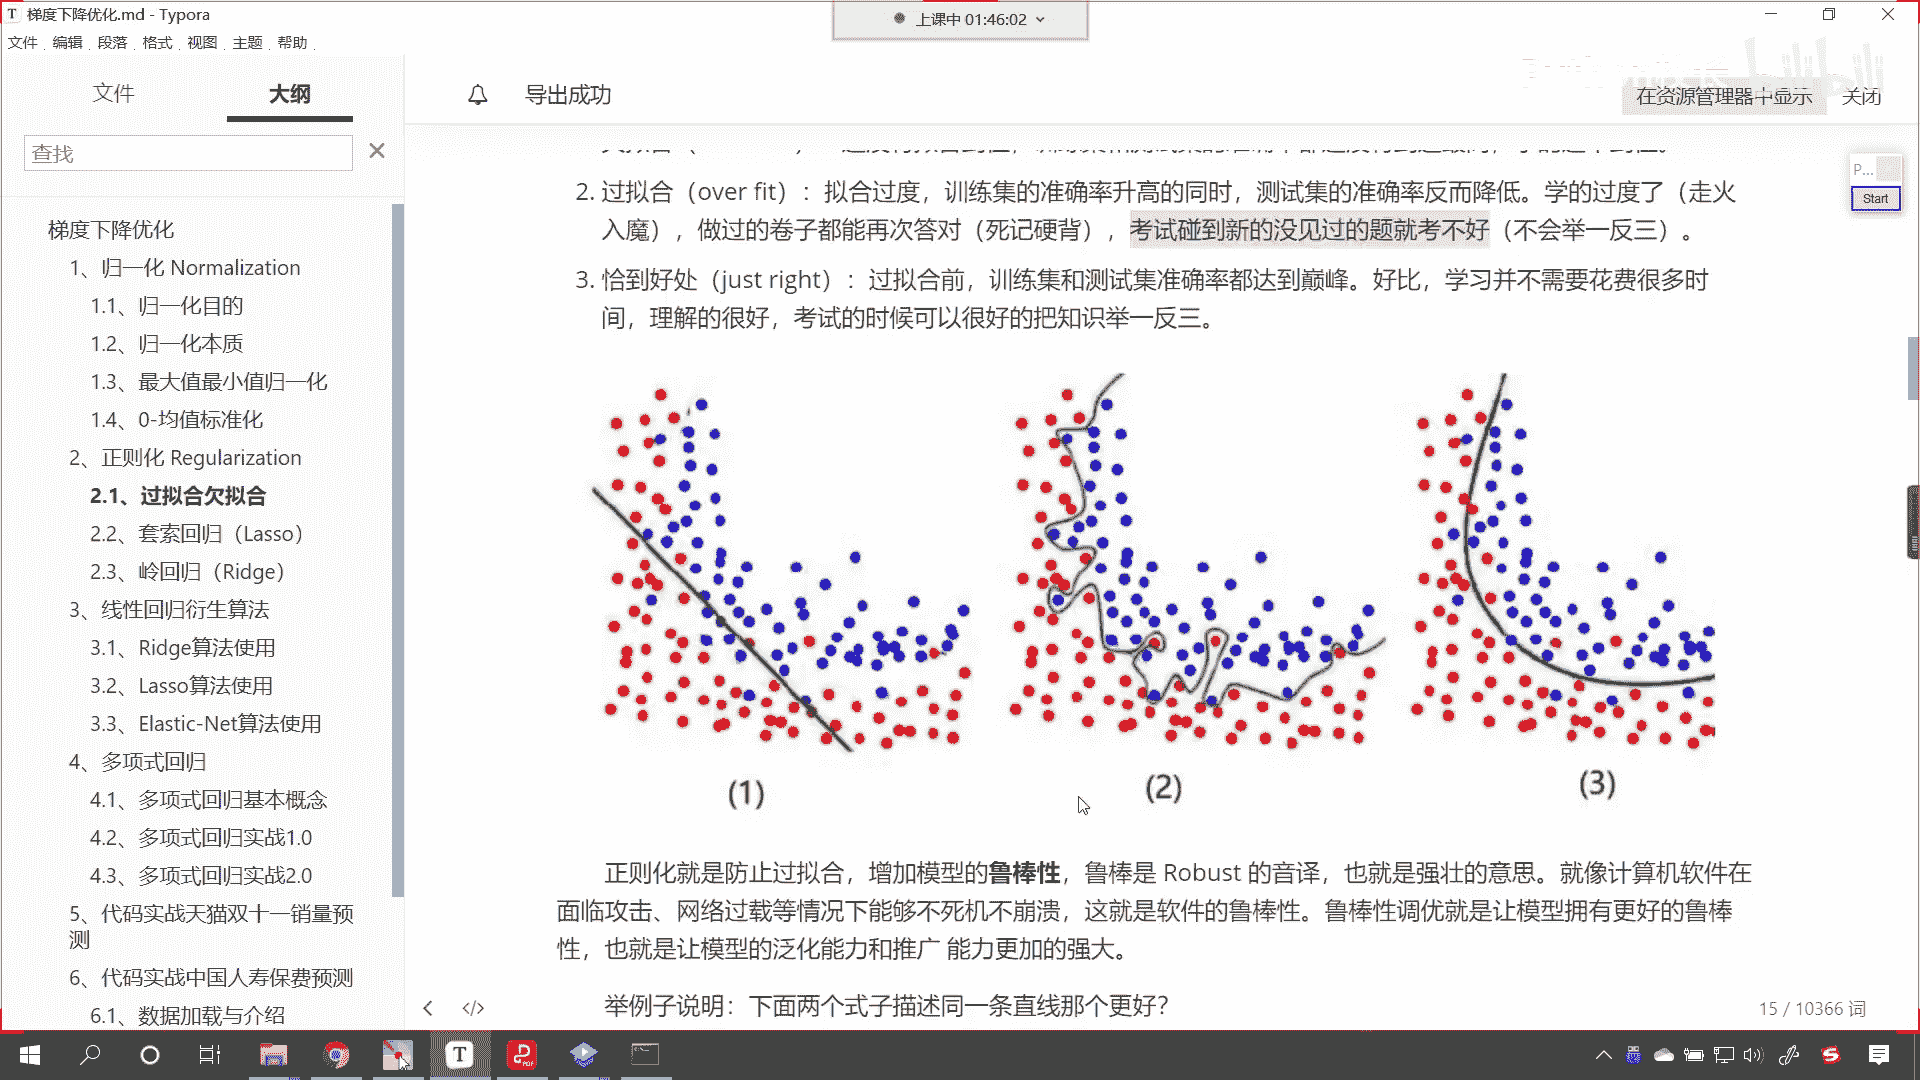 梯度下降优化.md - Typora
上课中 01:46:02
文件 编辑 段落 格式 视图 主题 帮助
文件 大纲
导出成功
在资源管理器中显示 关闭
查找
P...
Start
梯度下降优化
1、归一化 Normalization
1.1、归一化目的
1.2、归一化本质
1.3、最大值最小值归一化
1.4、0-均值标准化
2、正则化 Regularization
2.1、过拟合欠拟合
2.2、套索回归（Lasso）
2.3、岭回归（Ridge）
3、线性回归衍生算法
3.1、Ridge算法使用
3.2、Lasso算法使用
3.3、Elastic-Net算法使用
4、多项式回归
4.1、多项式回归基本概念
4.2、多项式回归实战1.0
4.3、多项式回归实战2.0
5、代码实战天猫双十一销量预
测
6、代码实战中国人寿保费预测
6.1、数据加载与介绍
2. 过拟合（over fit）：拟合过度，训练集的准确率升高的同时，测试集的准确率反而降低。学的过度了（走火
入魔），做过的卷子都能再次答对（死记硬背），考试碰到新的没见过的题就考不好（不会举一反三）。
3. 恰到好处（just right）：过拟合前，训练集和测试集准确率都达到巅峰。好比，学习并不需要花费很多时
间，理解的很好，考试的时候可以很好的把知识举一反三。
(1)
(2)
(3)
正则化就是防止过拟合，增加模型的鲁棒性，鲁棒是 Robust 的音译，也就是强壮的意思。就像计算机软件在
面临攻击、网络过载等情况下能够不死机不崩溃，这就是软件的鲁棒性。鲁棒性调优就是让模型拥有更好的鲁棒
性，也就是让模型的泛化能力和推广 能力更加的强大。
举例子说明：下面两个式子描述同一条直线那个更好？
15 / 10366 词